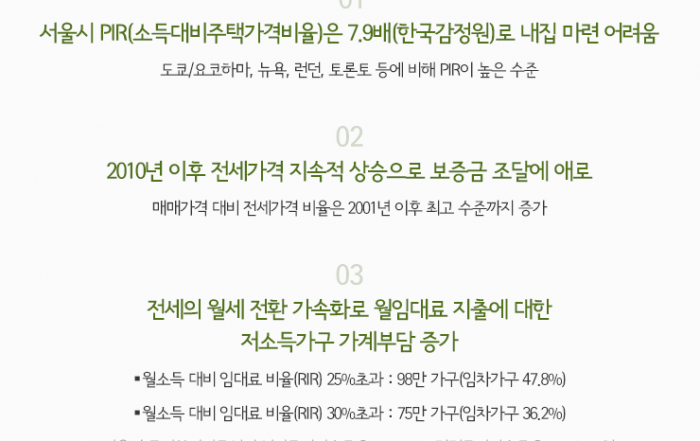 01
서울시 PIR(소득대비주택가격비율)은 7.9배(한국감정원)로 내집 마련 어려움
도쿄/요코하마, 뉴욕, 런던, 토론토 등에 비해 PIR이 높은 수준
02
2010년 이후 전세가격 지속적 상승으로 보증금 조달에 애로
매매가격 대비 전세가격 비율은 2001년 이후 최고 수준까지 증가
03
전세의 월세 전환 가속화로 월임대료 지출에 대한
저소득가구 가계부담 증가
▪월소득 대비 임대료 비율(RIR) 25%초과 : 98만 가구(임차가구 47.8%)
▪월소득 대비 임대료 비율(RIR) 30%초과 : 75만 가구(임차가구 36.2%)